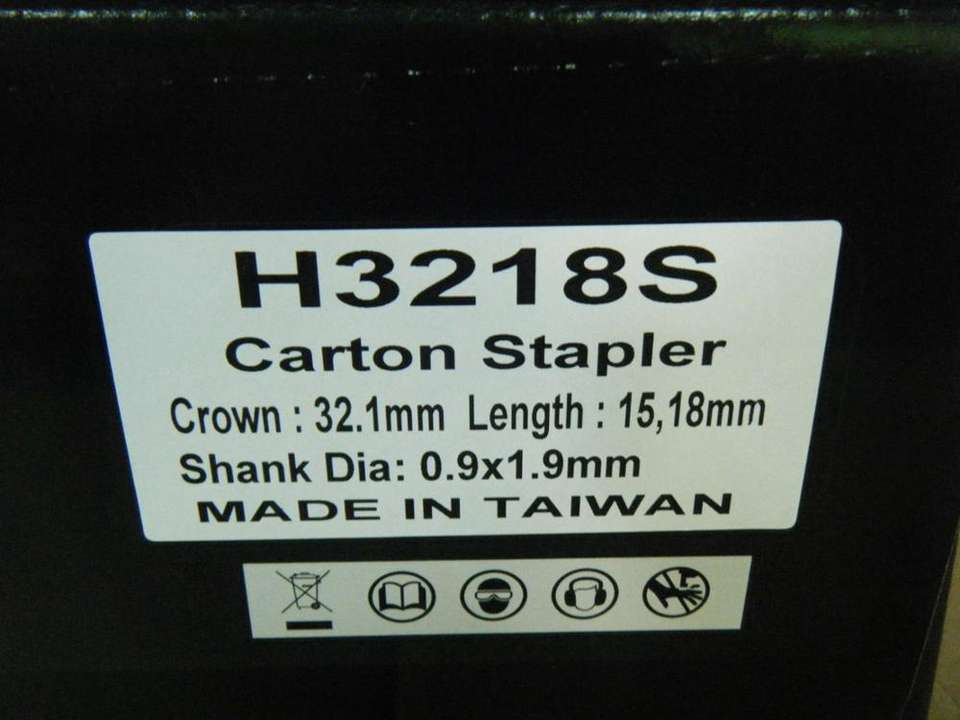 H3218S
Carton Stapler
Crown : 32.1mm Length : 15,18mm
Shank Dia: 0.9x1.9mm
MADE IN TAIWAN